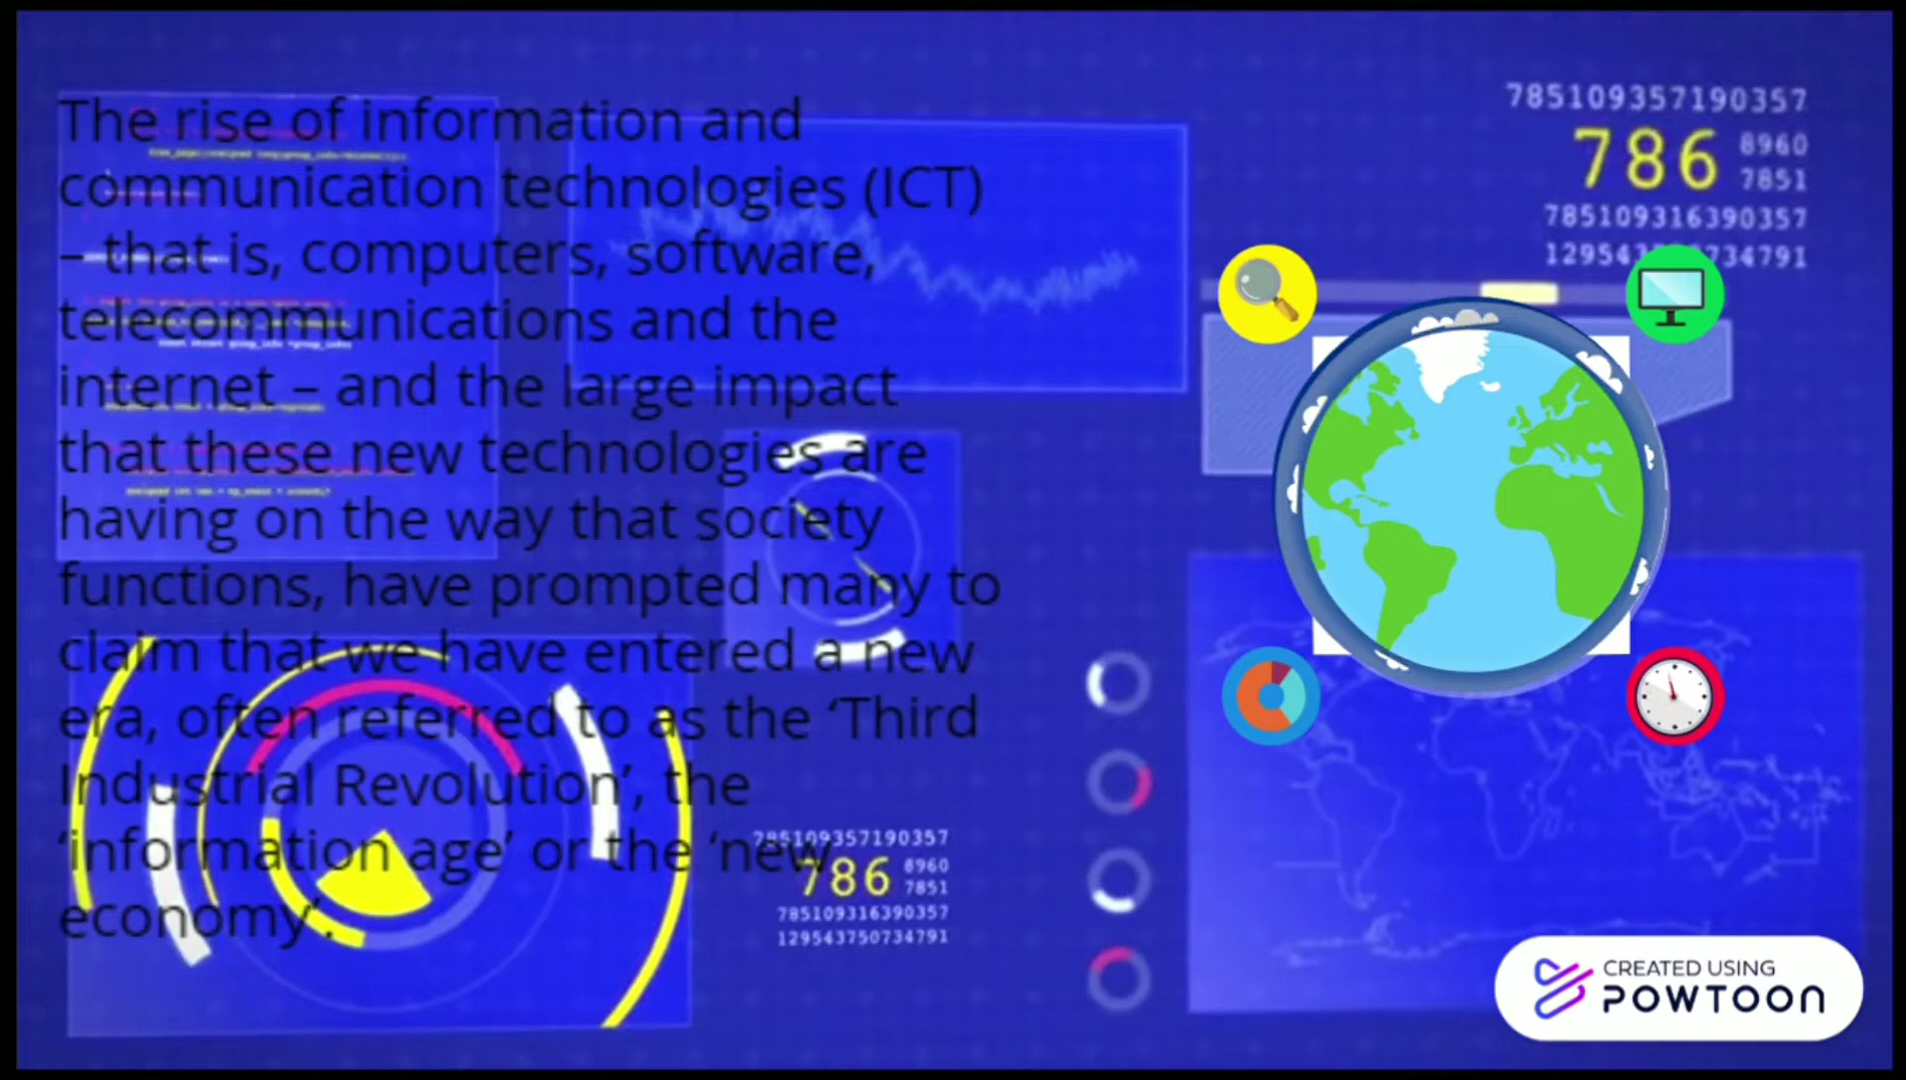 The rise of information and
communication technologies (ICT)
– that is, computers, software,
telecommunications and the
internet – and the large impact
that these new technologies are
having on the way that society
functions, have prompted many to
claim that we have entered a new
era, often referred to as the ‘Third
Industrial Revolution’, the
‘information age’ or the ‘new
economy’.
785109357190357
786 8960
7851
785109316390357
785109357190357
786 8960
7851
785109316390357
129543750734791
CREATED USING
POWTOON